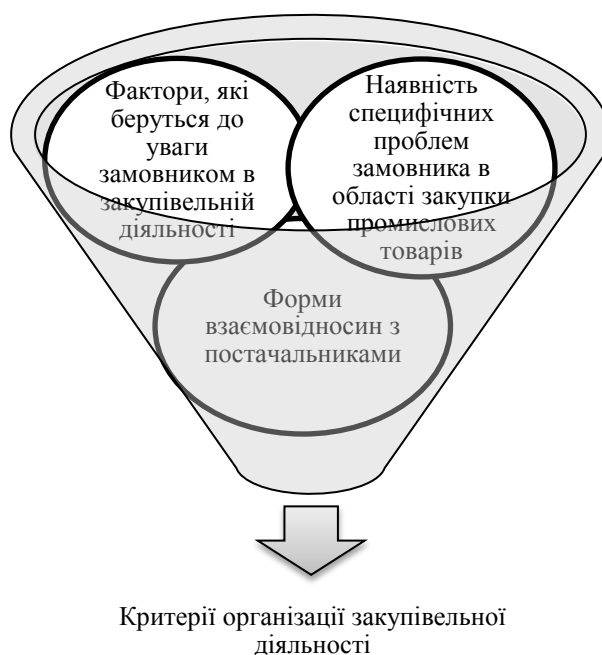 Фактори, які
беруться до
уваги
замовником в
закупівельній
діяльності
Наявність
специфічних
проблем
замовника в
області закупки
промислових
товарів
Форми
взаємовідносин з
постачальниками
Критерії організації закупівельної
діяльності